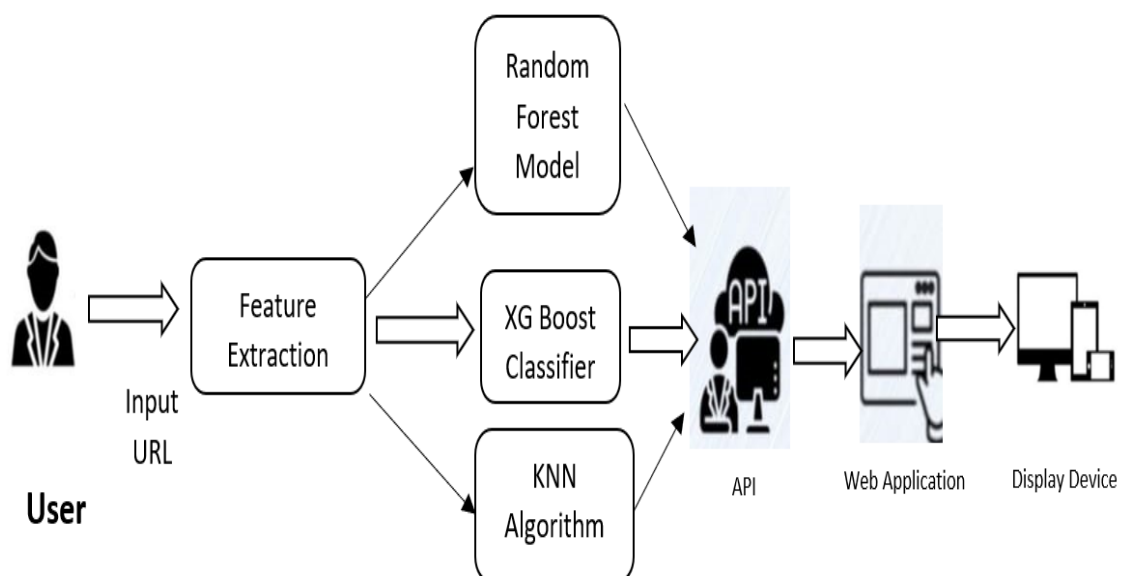 User
Input
URL
Feature
Extraction
Random
Forest
Model
XG Boost
Classifier
KNN
Algorithm
API
API
Web Application
Display Device